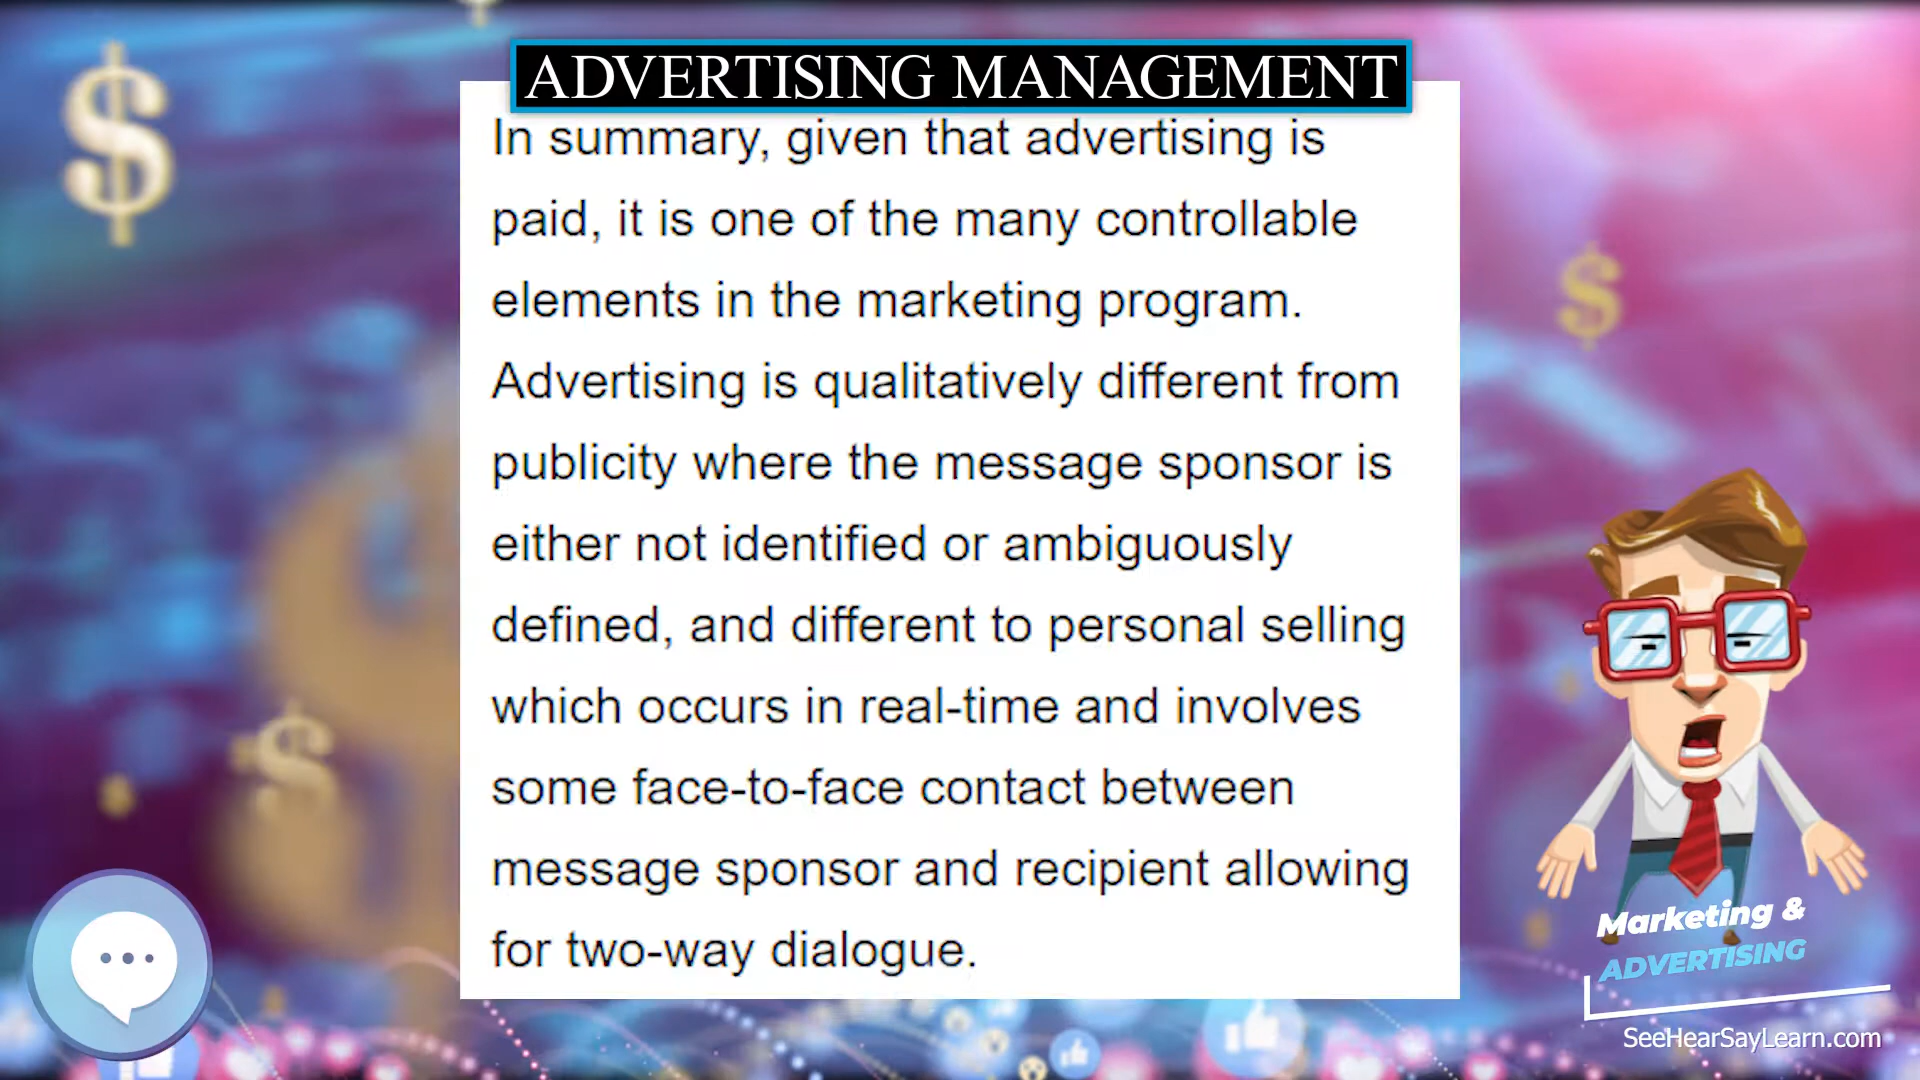 ADVERTISING MANAGEMENT
In summary, given that advertising is
paid, it is one of the many controllable
elements in the marketing program.
Advertising is qualitatively different from
publicity where the message sponsor is
either not identified or ambiguously
defined, and different to personal selling
which occurs in real-time and involves
some face-to-face contact between
message sponsor and recipient allowing
for two-way dialogue.
Marketing &
ADVERTISING
SeeHearSayLearn.com